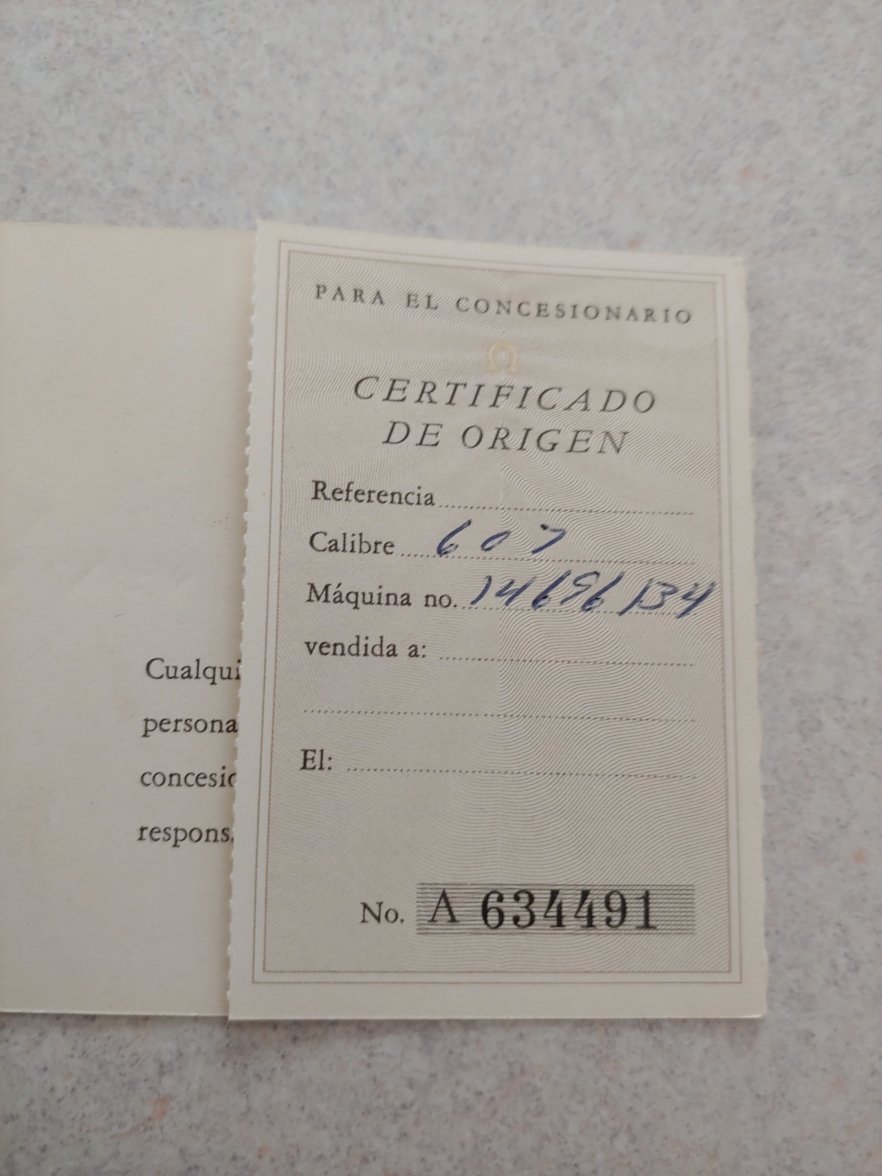 PARA EL CONCESIONARIO
CERTIFICADO
DE ORIGEN
Referencia
Calibre 607
Máquina no. 14696134
vendida a:
El:
No. A 634491
Cualqui
persona
concesio
respons